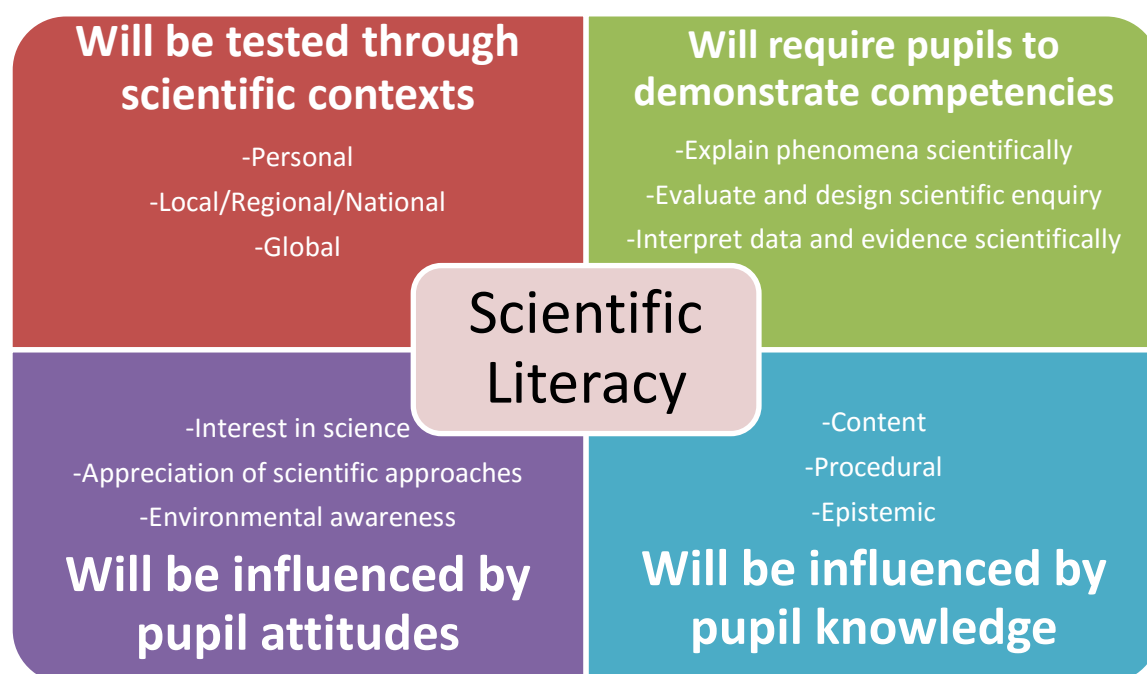 Will be tested through
scientific contexts
-Personal
-Local/Regional/National
-Global
Will require pupils to
demonstrate competencies
-Explain phenomena scientifically
-Evaluate and design scientific enquiry
-Interpret data and evidence scientifically
Scientific
Literacy
-Interest in science
-Appreciation of scientific approaches
-Environmental awareness
Will be influenced by
pupil attitudes
-Content
-Procedural
-Epistemic
Will be influenced by
pupil knowledge